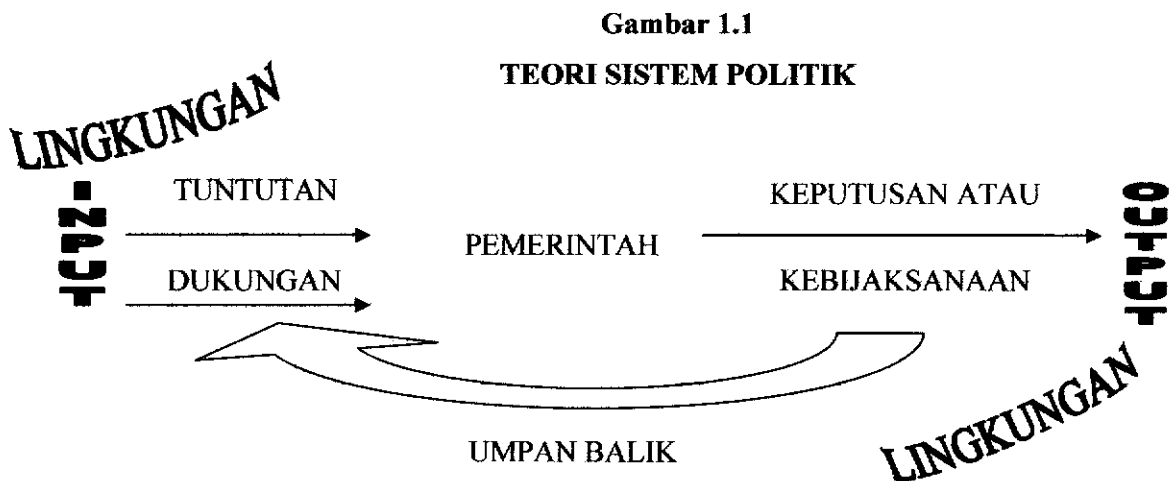 Gambar 1.1
TEORI SISTEM POLITIK
LINGKUNGAN
INPUT
TUNTUTAN
DUKUNGAN
PEMERINTAH
KEPUTUSAN ATAU
KEBIJAKSANAAN
OUTPUT
UMPAN BALIK
LINGKUNGAN